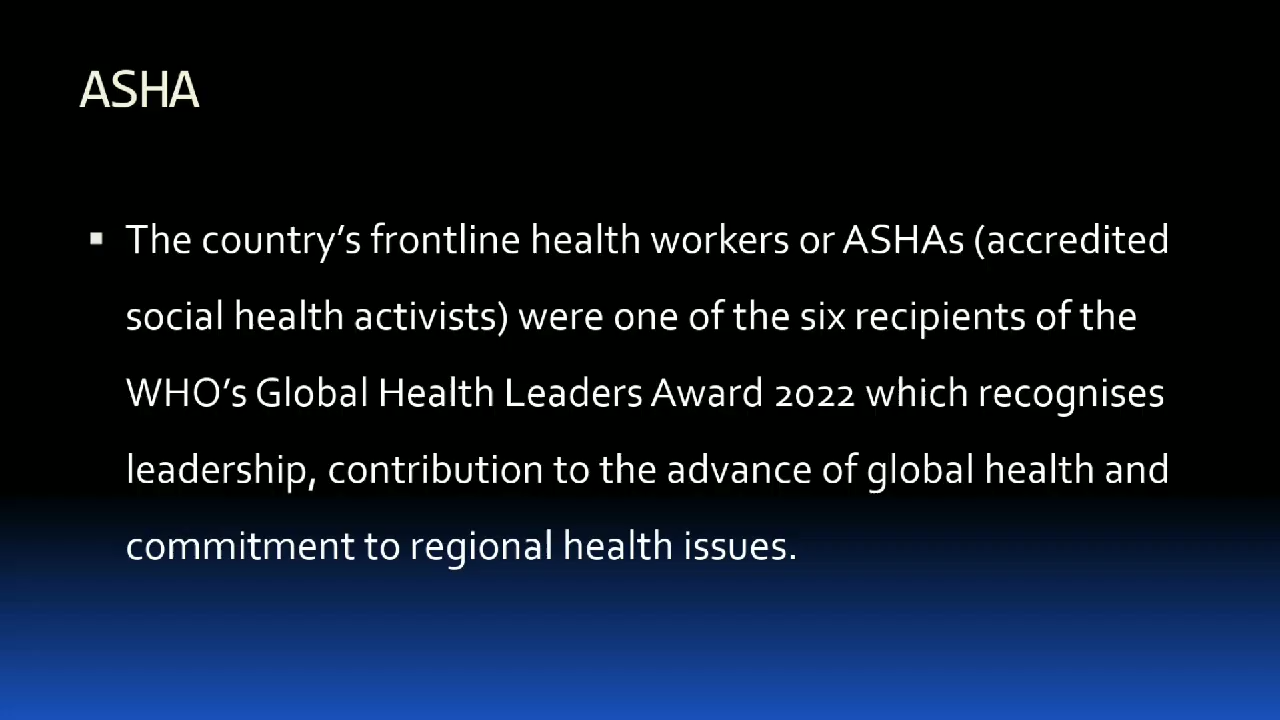 ASHA
▪ The country’s frontline health workers or ASHAs (accredited
social health activists) were one of the six recipients of the
WHO’s Global Health Leaders Award 2022 which recognises
leadership, contribution to the advance of global health and
commitment to regional health issues.